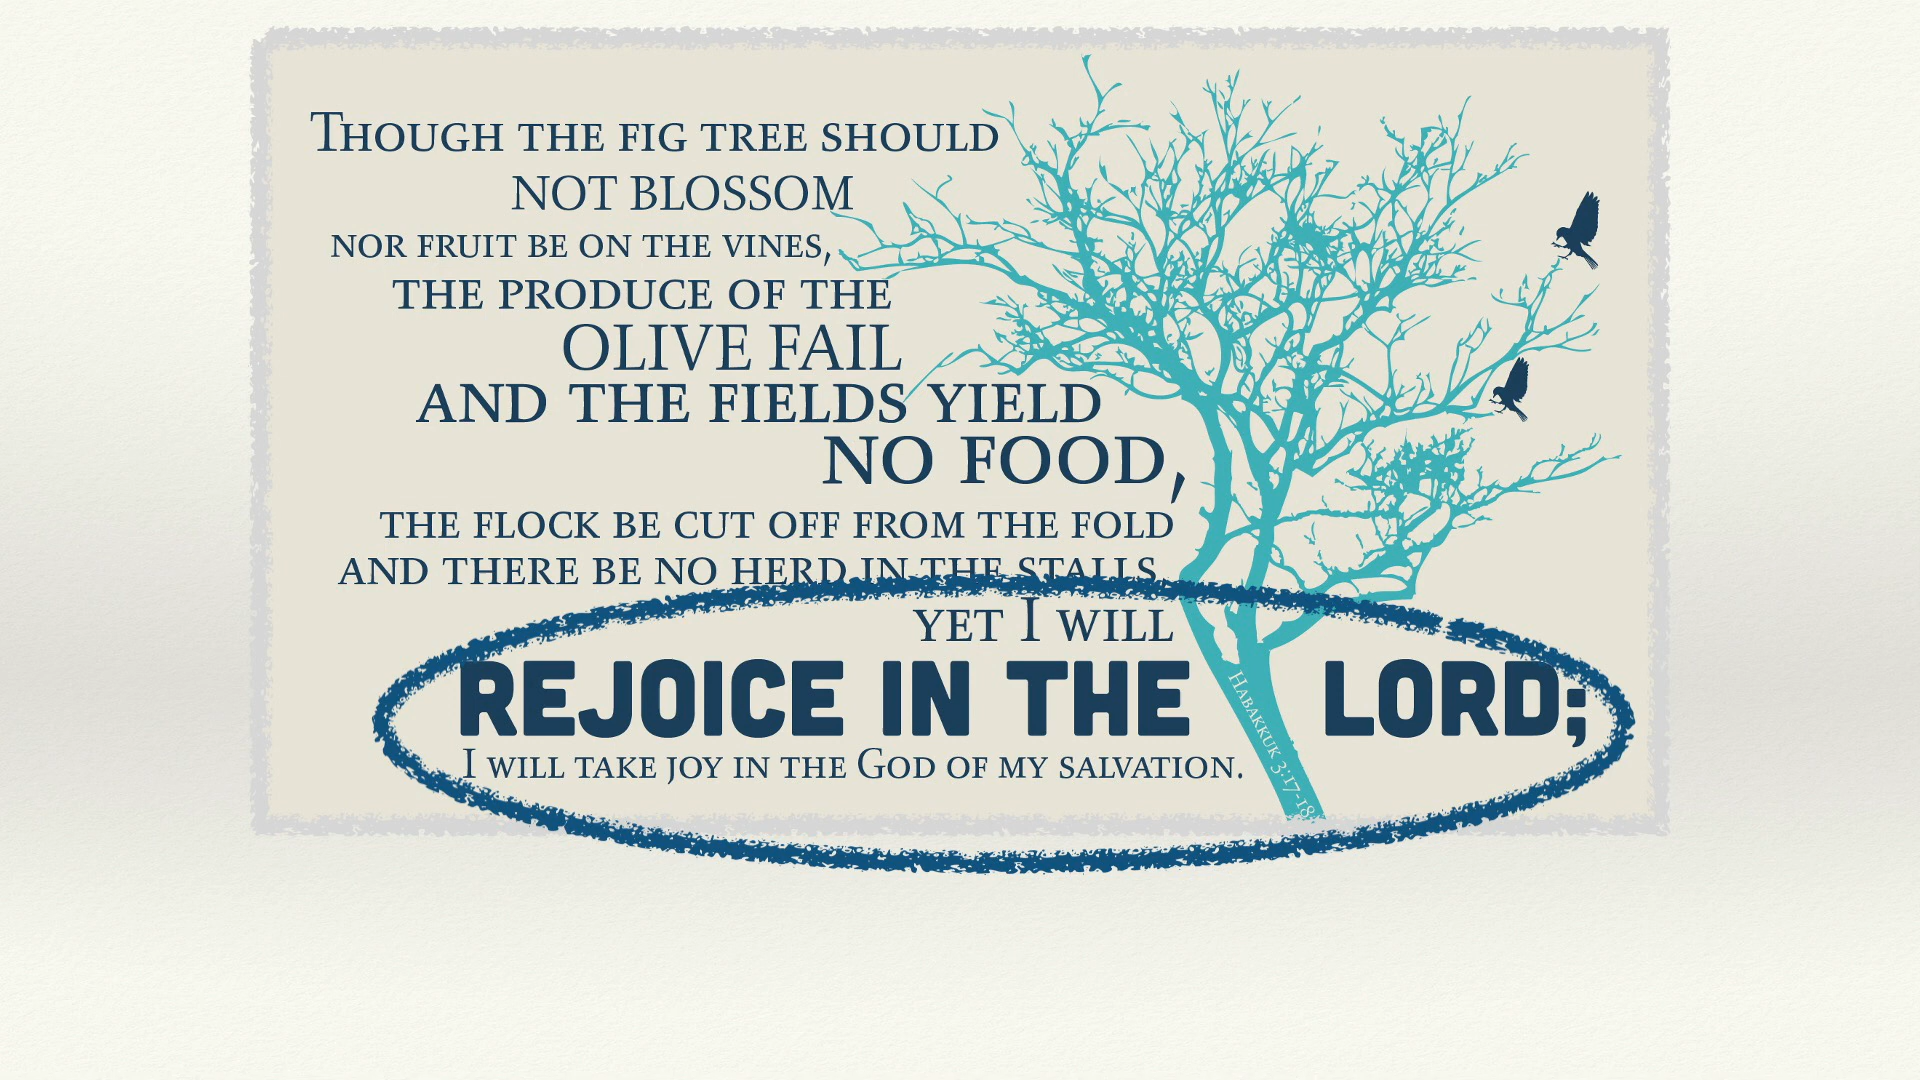 Though the fig tree should
not blossom
nor fruit be on the vines,
the produce of the
olive fail
and the fields yield
no food,
the flock be cut off from the fold
and there be no herd in the stalls,
yet I will
REJOICE IN THE LORD;
I will take joy in the God of my salvation.
Habakkuk 3:17-18